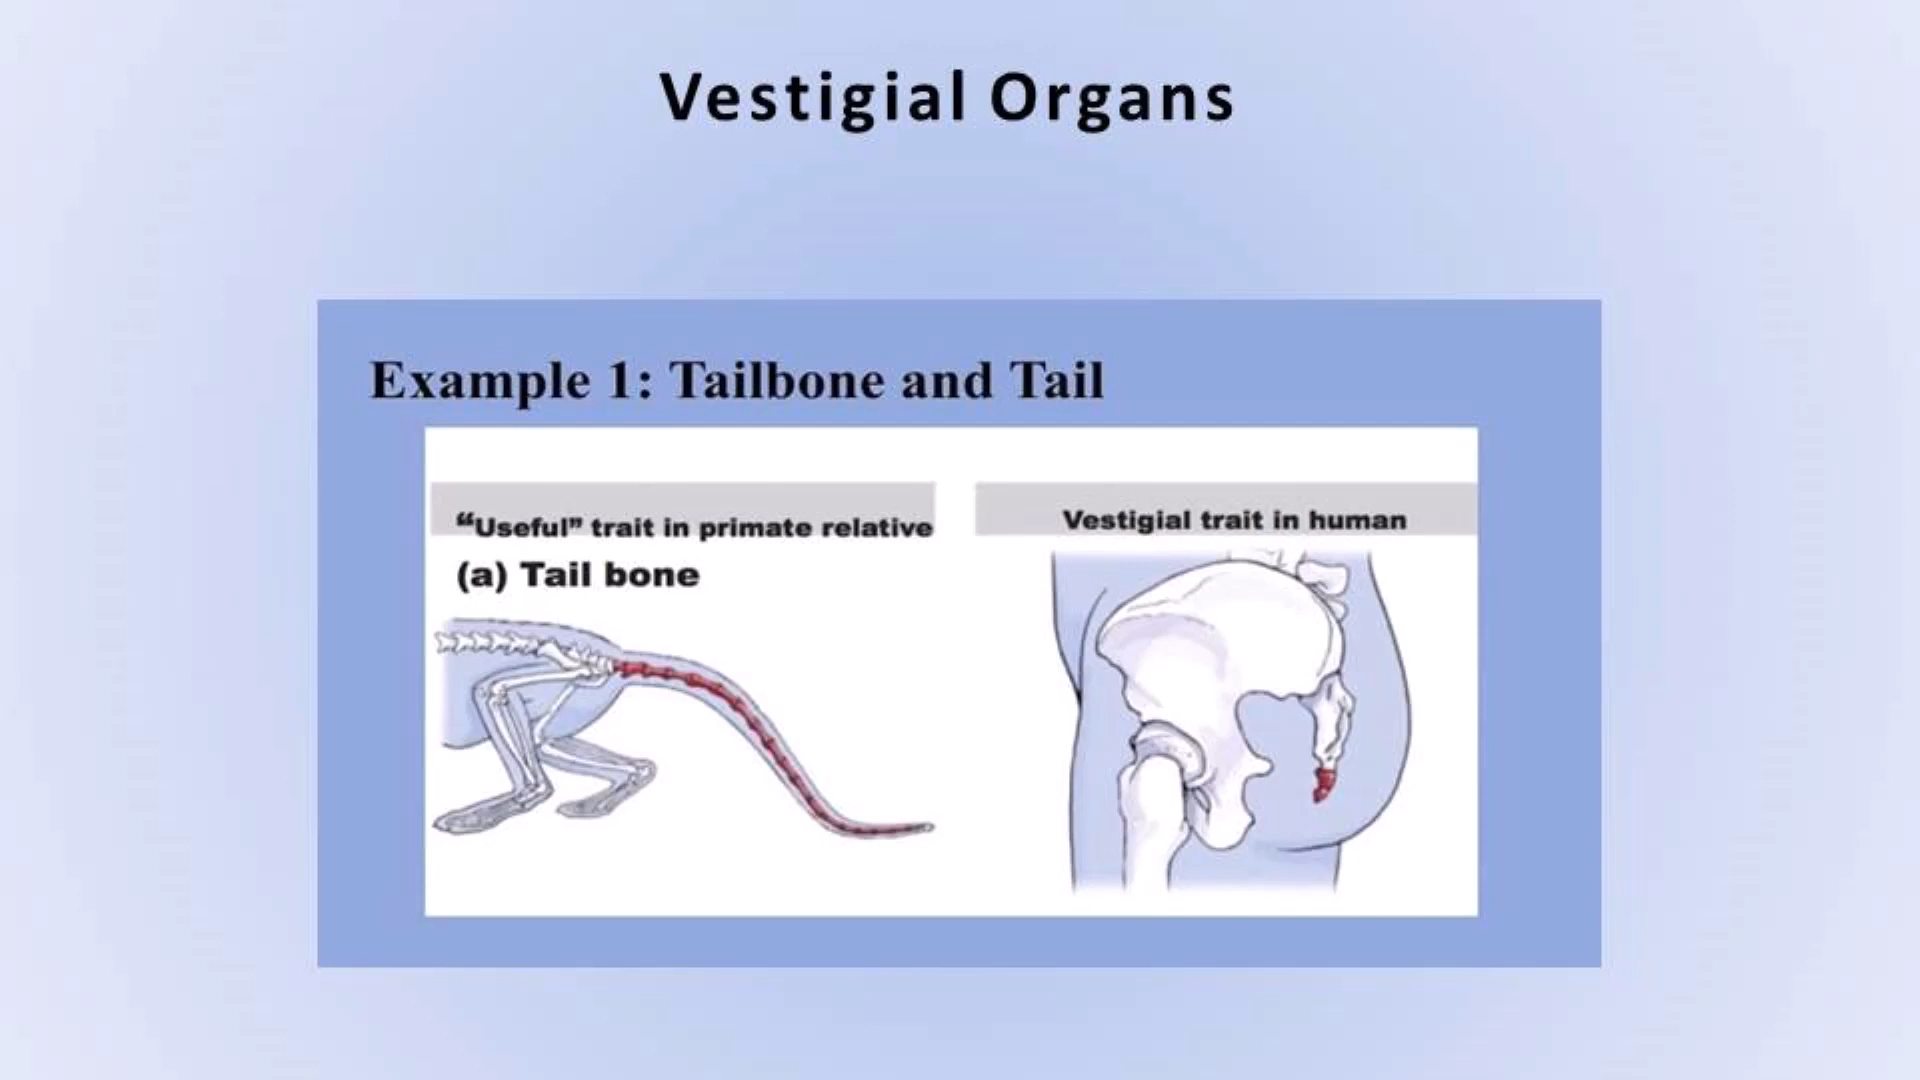 Vestigial Organs
Example 1: Tailbone and Tail
“Useful” trait in primate relative
Vestigial trait in human
(a) Tail bone